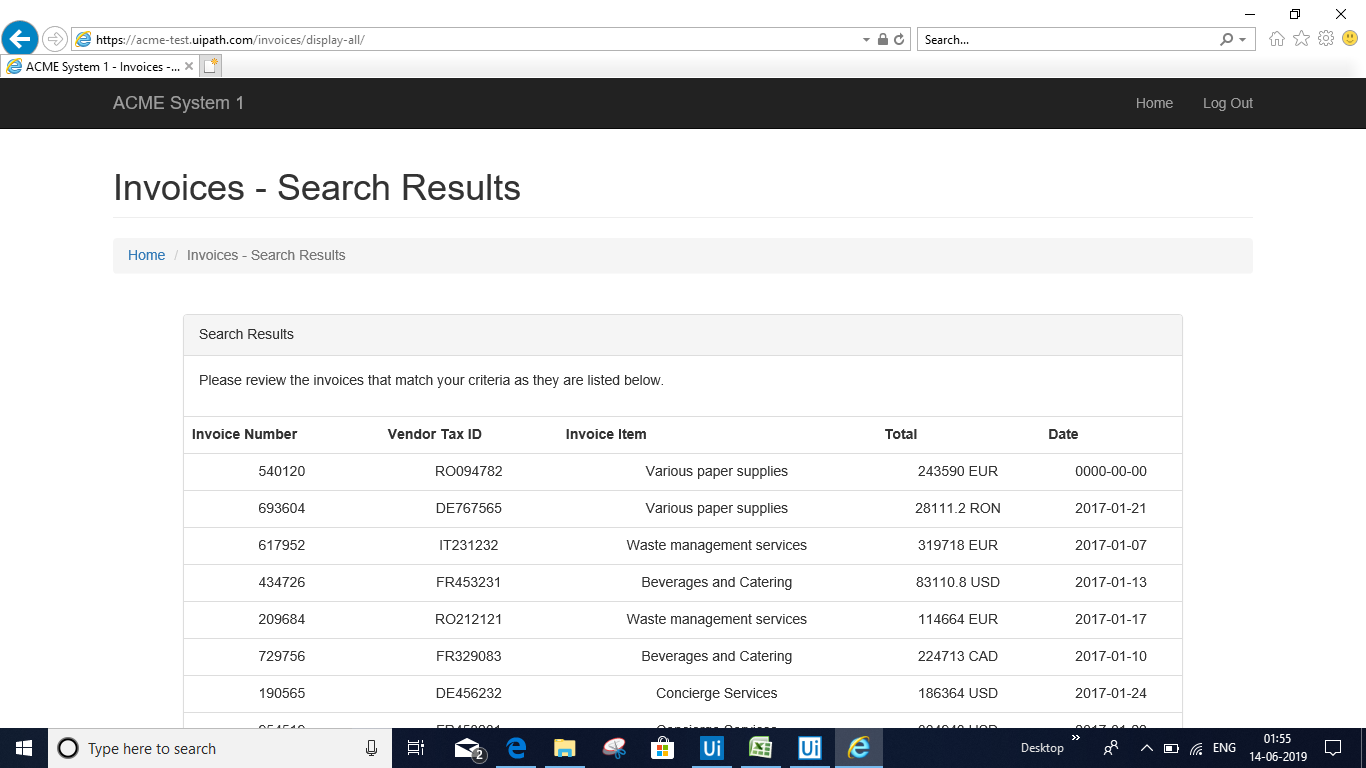 https://acme-test.uipath.com/invoices/display-all/
Search...
ACME System 1 - Invoices -...
ACME System 1 Home Log Out
Invoices - Search Results
Home / Invoices - Search Results
Search Results
Please review the invoices that match your criteria as they are listed below.
Invoice Number Vendor Tax ID Invoice Item Total Date
540120 RO094782 Various paper supplies 243590 EUR 0000-00-00
693604 DE767565 Various paper supplies 28111.2 RON 2017-01-21
617952 IT231232 Waste management services 319718 EUR 2017-01-07
434726 FR453231 Beverages and Catering 83110.8 USD 2017-01-13
209684 RO212121 Waste management services 114664 EUR 2017-01-17
729756 FR329083 Beverages and Catering 224713 CAD 2017-01-10
190565 DE456232 Concierge Services 186364 USD 2017-01-24
Concierge Services
Type here to search
2
Ui
Ui
Desktop
ENG
01:55
14-06-2019